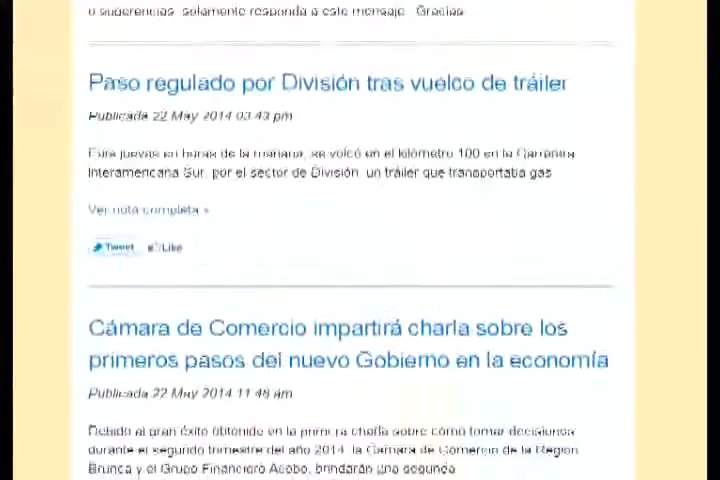 o sugerencias, solamente responda a este mensaje. Gracias
Paso regulado por División tras vuelco de tráiler
Publicada 22 May 2014 03:43 pm
Este jueves en horas de la mañana, se volcó en el kilómetro 100 en la Carretera
Interamericana Sur, por el sector de División, un tráiler que transportaba gas
Ver nota completa »
Tweet Like
Cámara de Comercio impartirá charla sobre los
primeros pasos del nuevo Gobierno en la economía
Publicada 22 May 2014 11:48 am
Debido al gran éxito obtenido en la primera charla sobre cómo tomar decisiones
durante el segundo trimestre del año 2014, la Cámara de Comercio de la Región
Brunca y el Grupo Financiero Acobo, brindarán una segunda